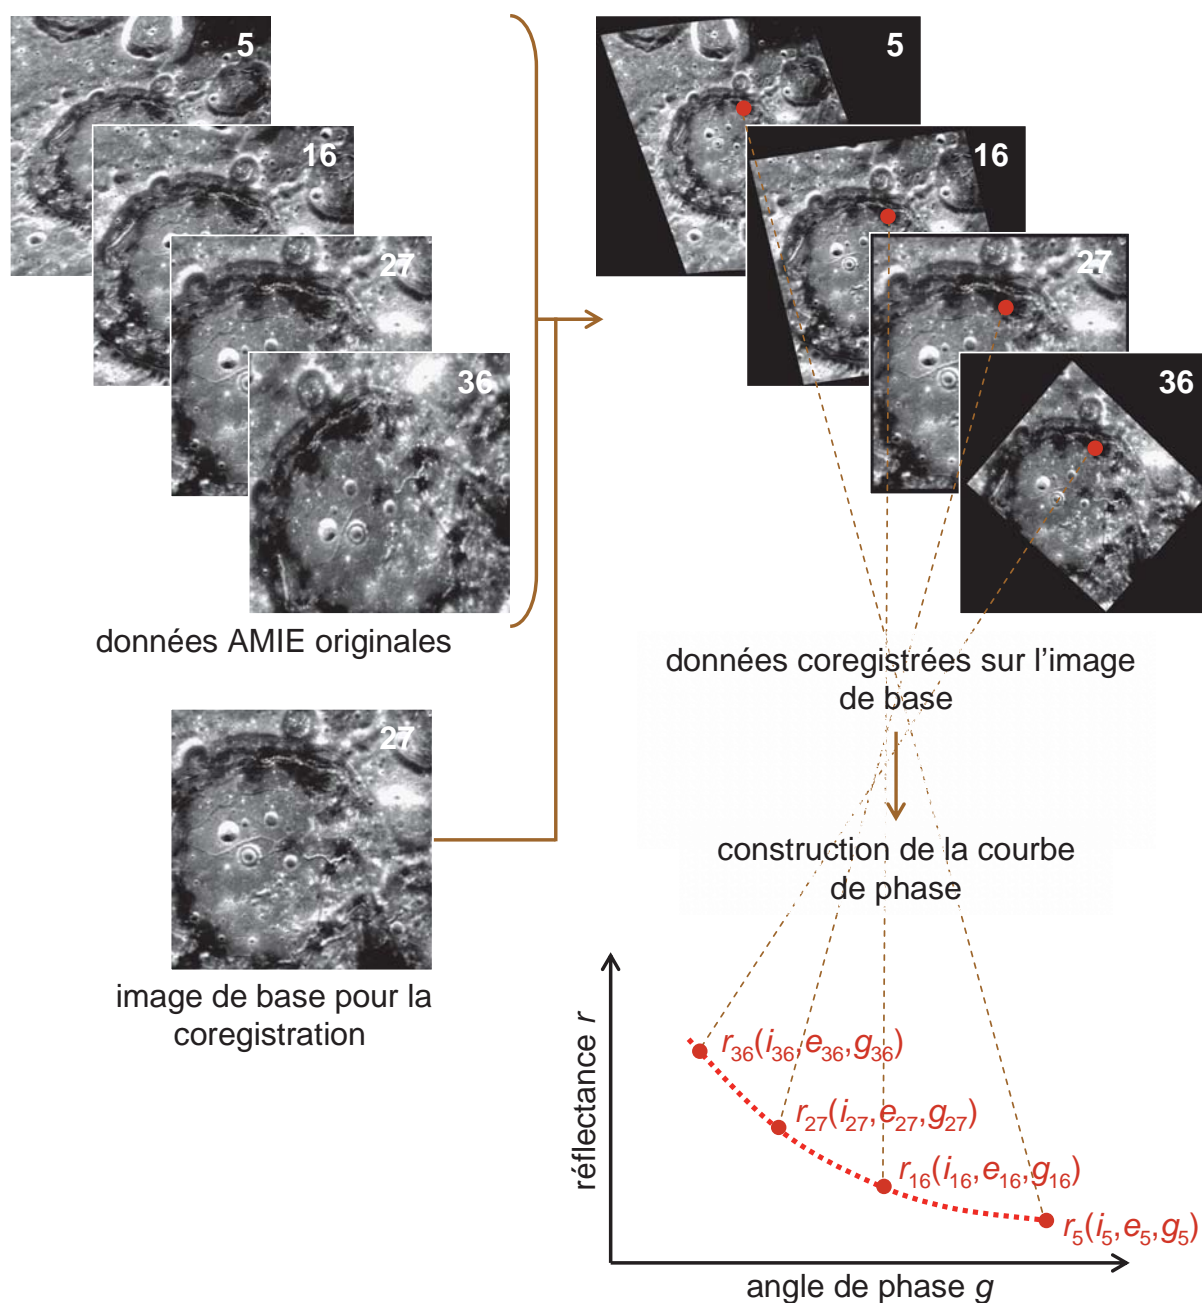 5
16
27
36
données AMIE originales
27
image de base pour la
coregistration
5
16
27
36
données coregistrées sur l’image
de base
construction de la courbe
de phase
réflectance r
r36(i36,e36,g36)
r27(i27,e27,g27)
r16(i16,e16,g16)
r5(i5,e5,g5)
angle de phase g